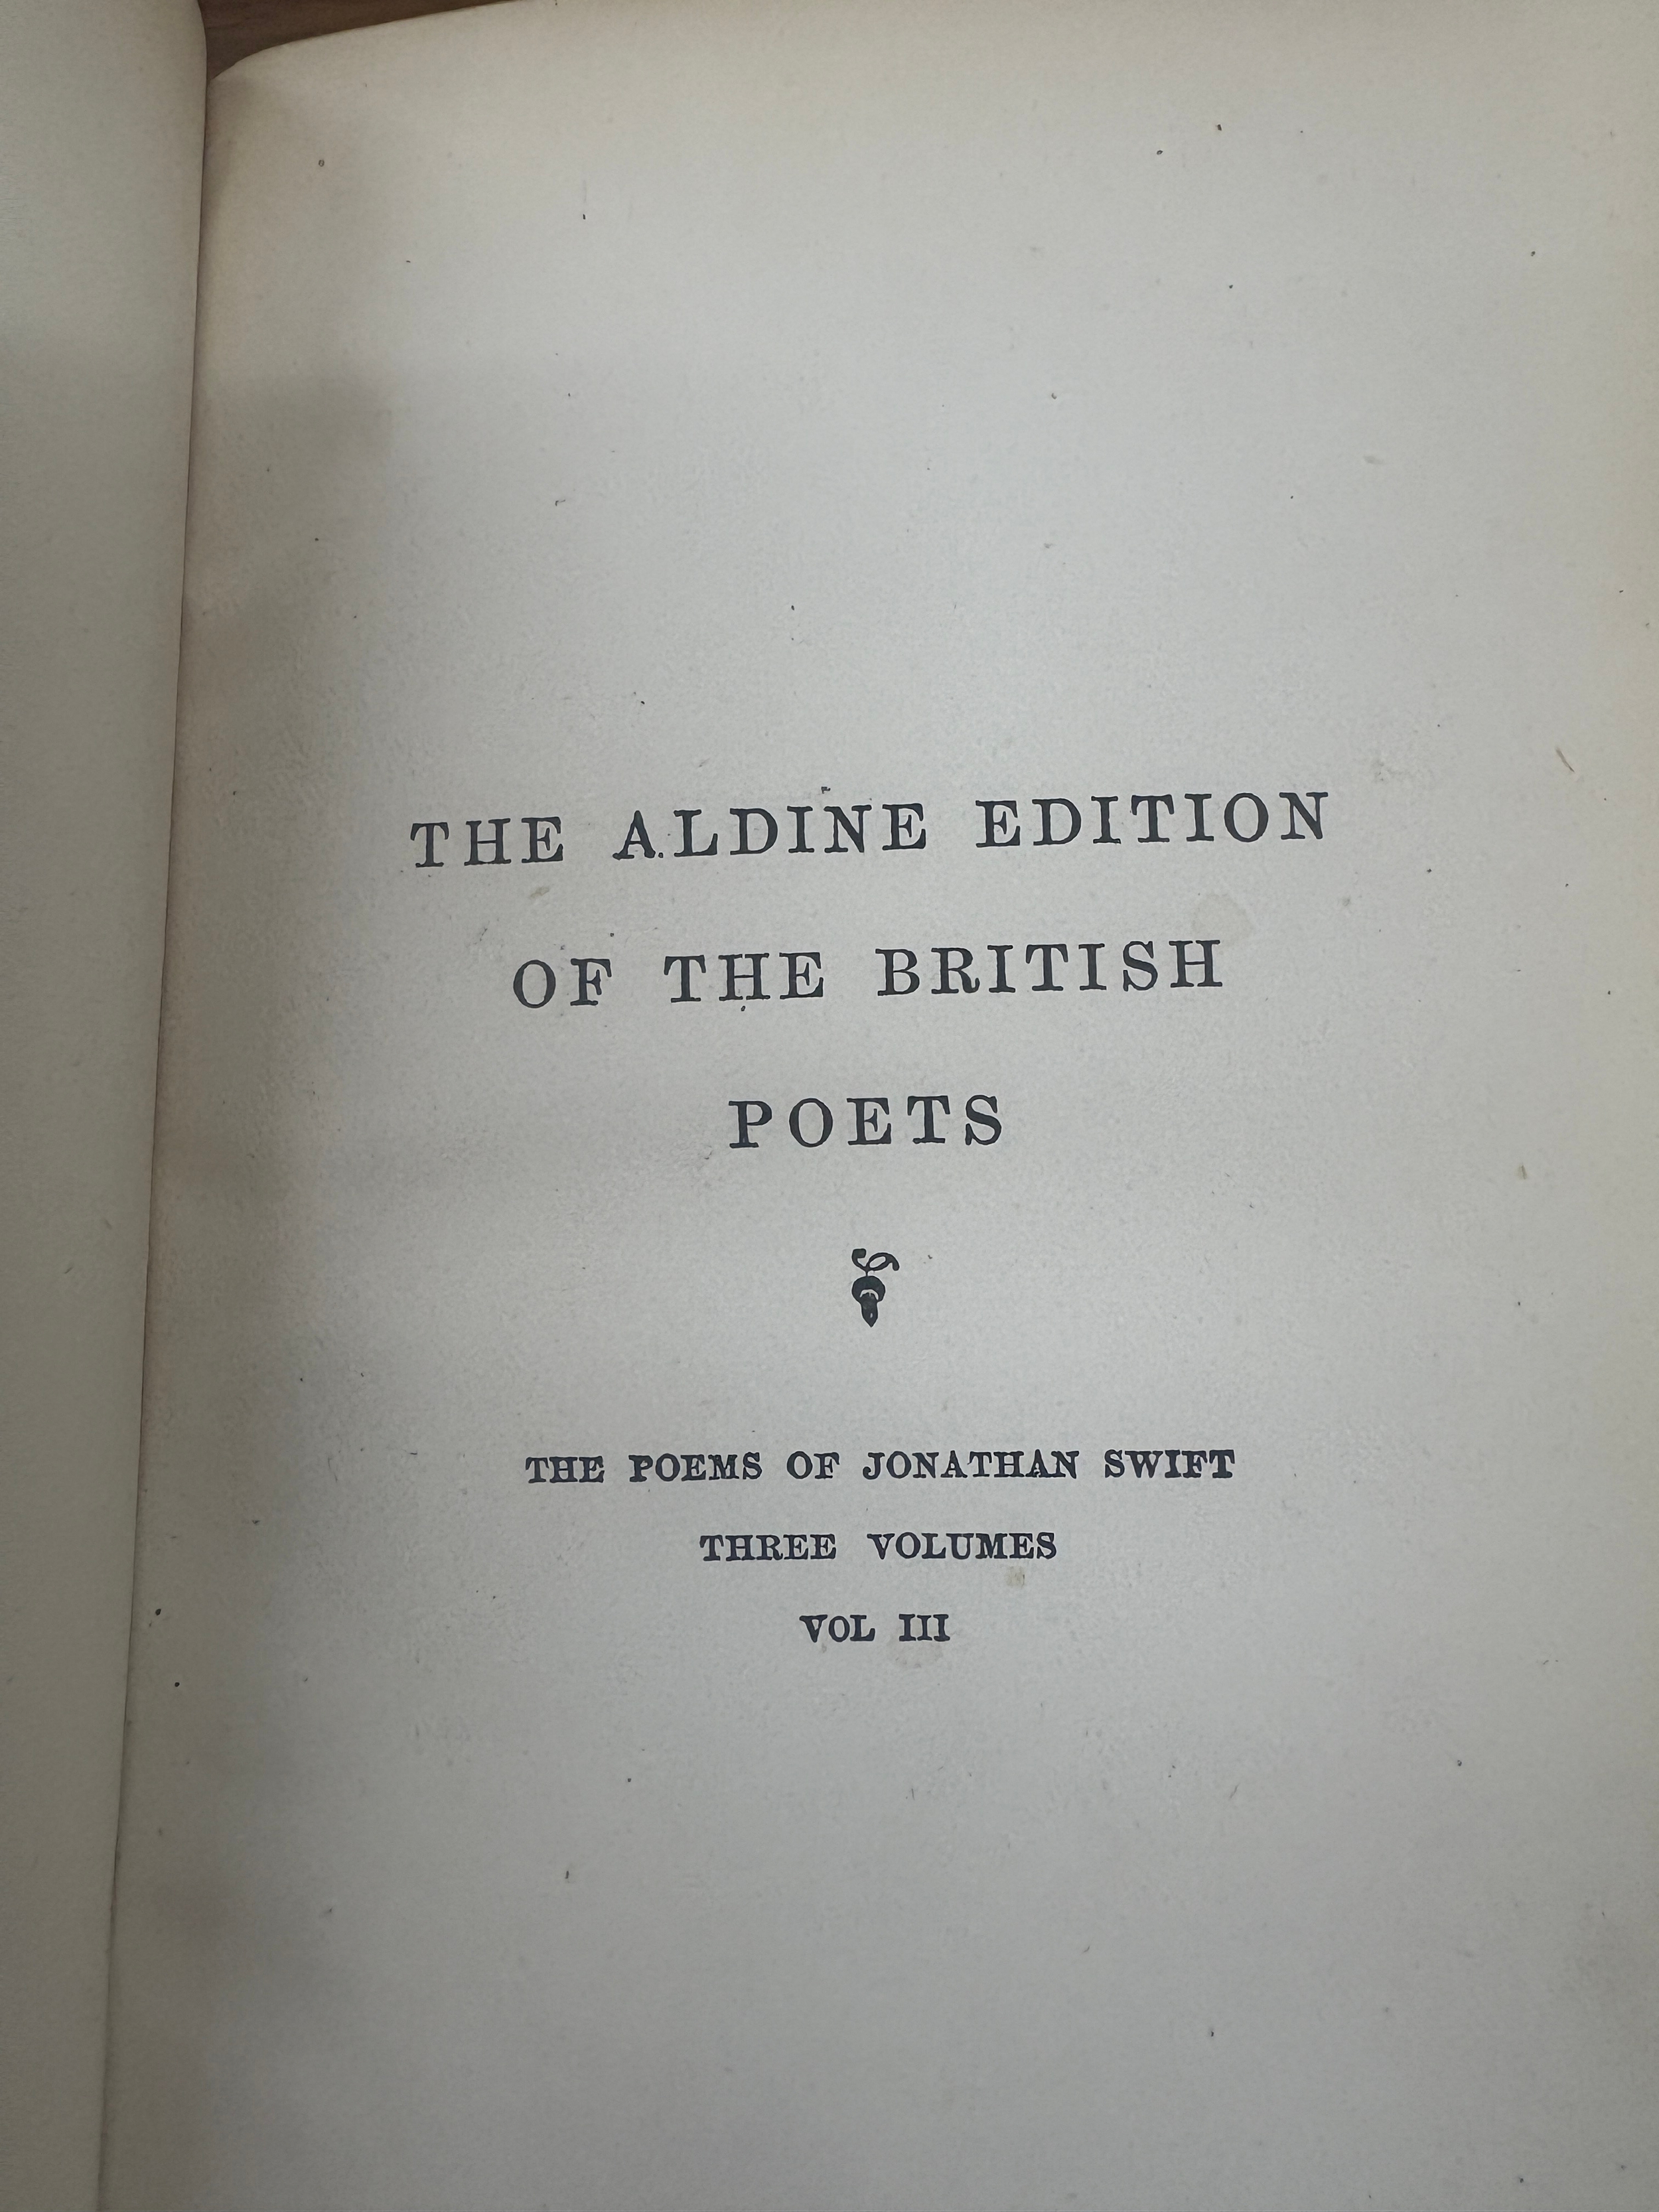 THE ALDINE EDITION
OF THE BRITISH
POETS
THE POEMS OF JONATHAN SWIFT
THREE VOLUMES
VOL III